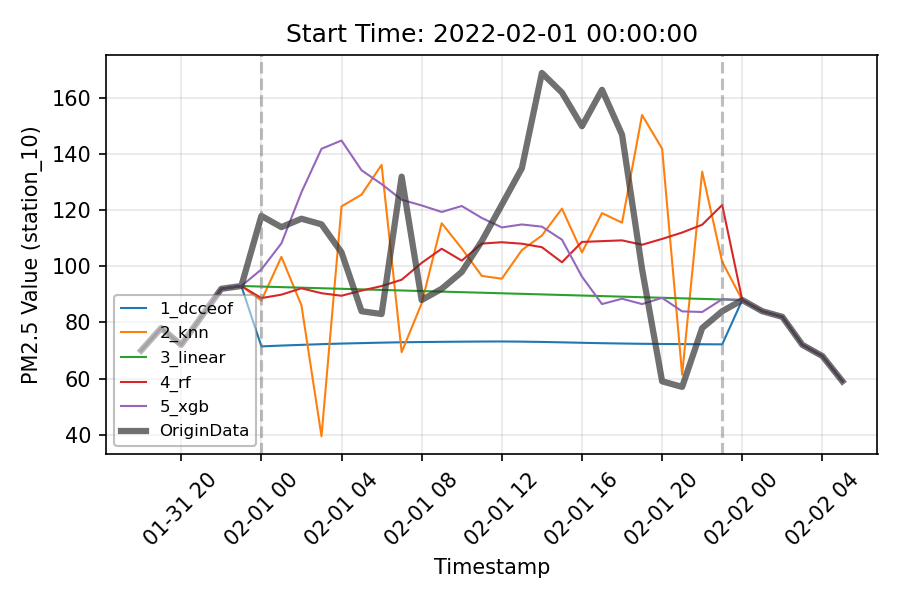 Start Time: 2022-02-01 00:00:00
PM2.5 Value (station_10)
160
140
120
100
80
60
40
1_dcceof
2_knn
3_linear
4_rf
5_xgb
OriginData
01-31 20
02-01 00
02-01 04
02-01 08
02-01 12
02-01 16
02-01 20
02-02 00
02-02 04
Timestamp